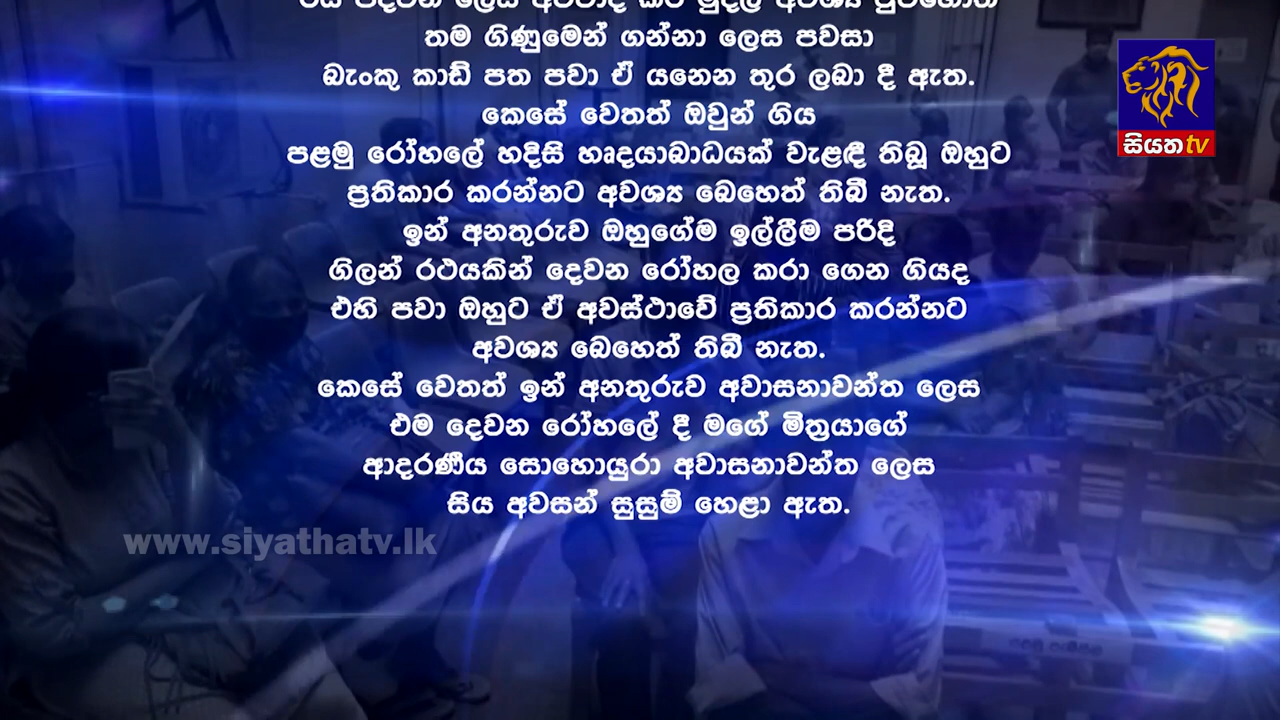 තම ගිණුමෙන් ගන්නා ලෙස පවසා
බැංකු කාඩ් පත පවා ඒ යනෙන තුර ලබා දී ඇත.
කෙසේ වෙතත් ඔවුන් ගිය
පළමු රෝහලේ හදිසි හෘදයාබාධයක් වැළඳී තිබූ ඔහුට
ප්‍රතිකාර කරන්නට අවශ්‍ය බෙහෙත් තිබී නැත.
ඉන් අනතුරුව ඔහුගේම ඉල්ලීම පරිදි
ගිලන් රථයකින් දෙවන රෝහල කරා ගෙන ගියද
එහි පවා ඔහුට ඒ අවස්ථාවේ ප්‍රතිකාර කරන්නට
අවශ්‍ය බෙහෙත් තිබී නැත.
කෙසේ වෙතත් ඉන් අනතුරුව අවාසනාවන්ත ලෙස
එම දෙවන රෝහලේ දී මගේ මිත්‍රයාගේ
ආදරණීය සොහොයුරා අවාසනාවන්ත ලෙස
සිය අවසන් සුසුම් හෙළා ඇත.
සියත tv
www.siyathatv.lk